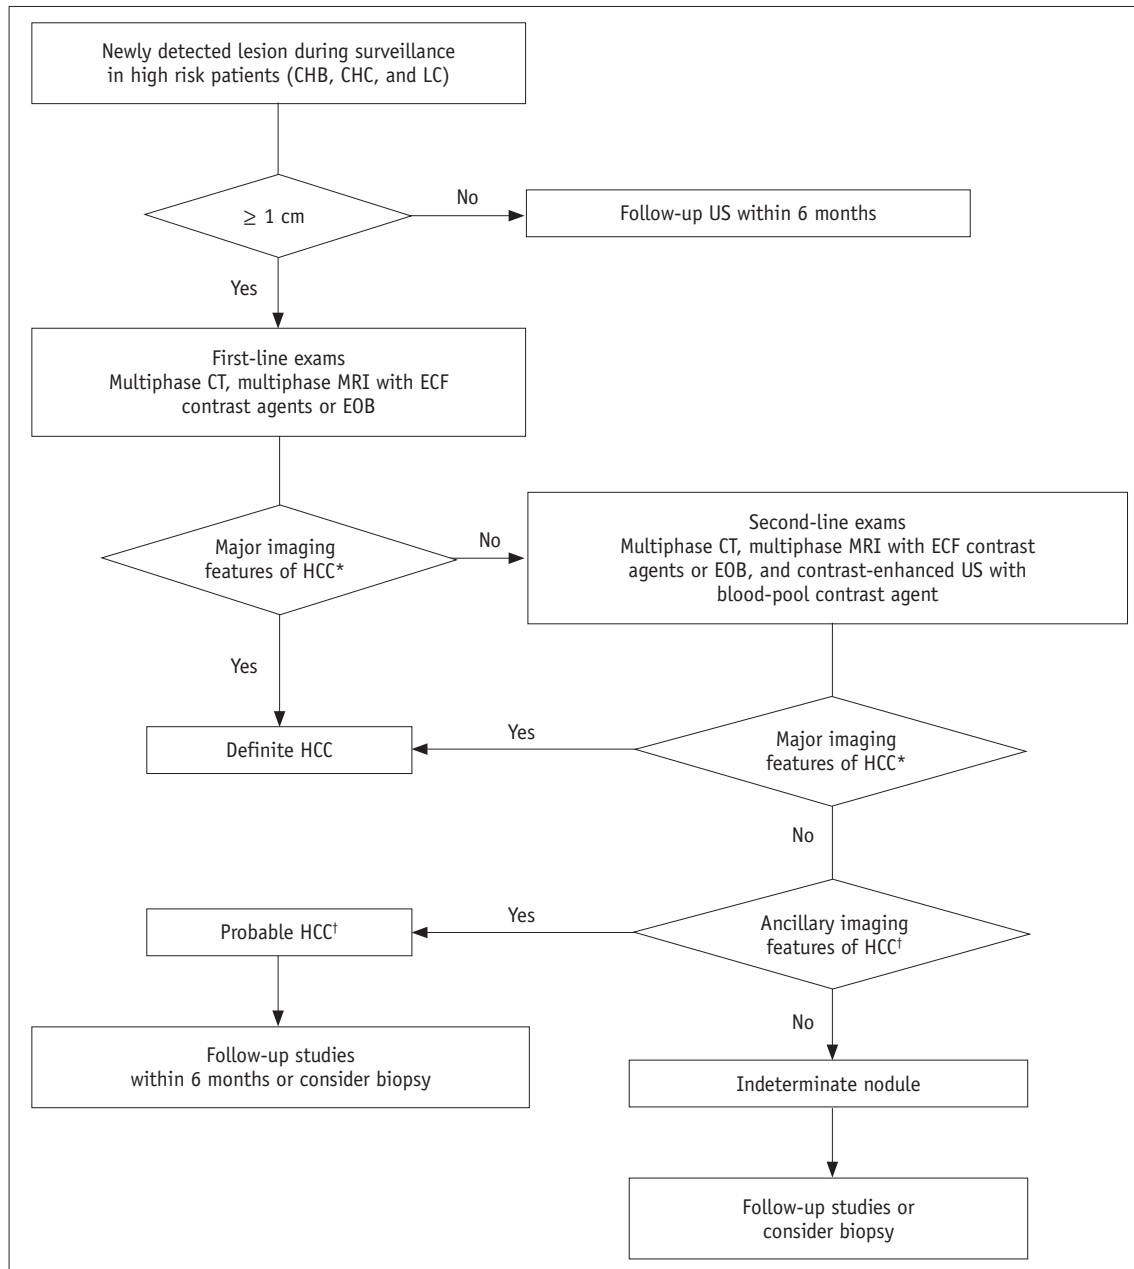 Newly detected lesion during surveillance
in high risk patients (CHB, CHC, and LC)
≥ 1 cm
No
Follow-up US within 6 months
Yes
First-line exams
Multiphase CT, multiphase MRI with ECF
contrast agents or EOB
Major imaging
features of HCC*
No
Second-line exams
Multiphase CT, multiphase MRI with ECF contrast
agents or EOB, and contrast-enhanced US with
blood-pool contrast agent
Yes
Definite HCC
Yes
Major imaging
features of HCC*
No
Probable HCC†
Yes
Ancillary imaging
features of HCC†
No
Follow-up studies
within 6 months or consider biopsy
Indeterminate nodule
Follow-up studies or
consider biopsy